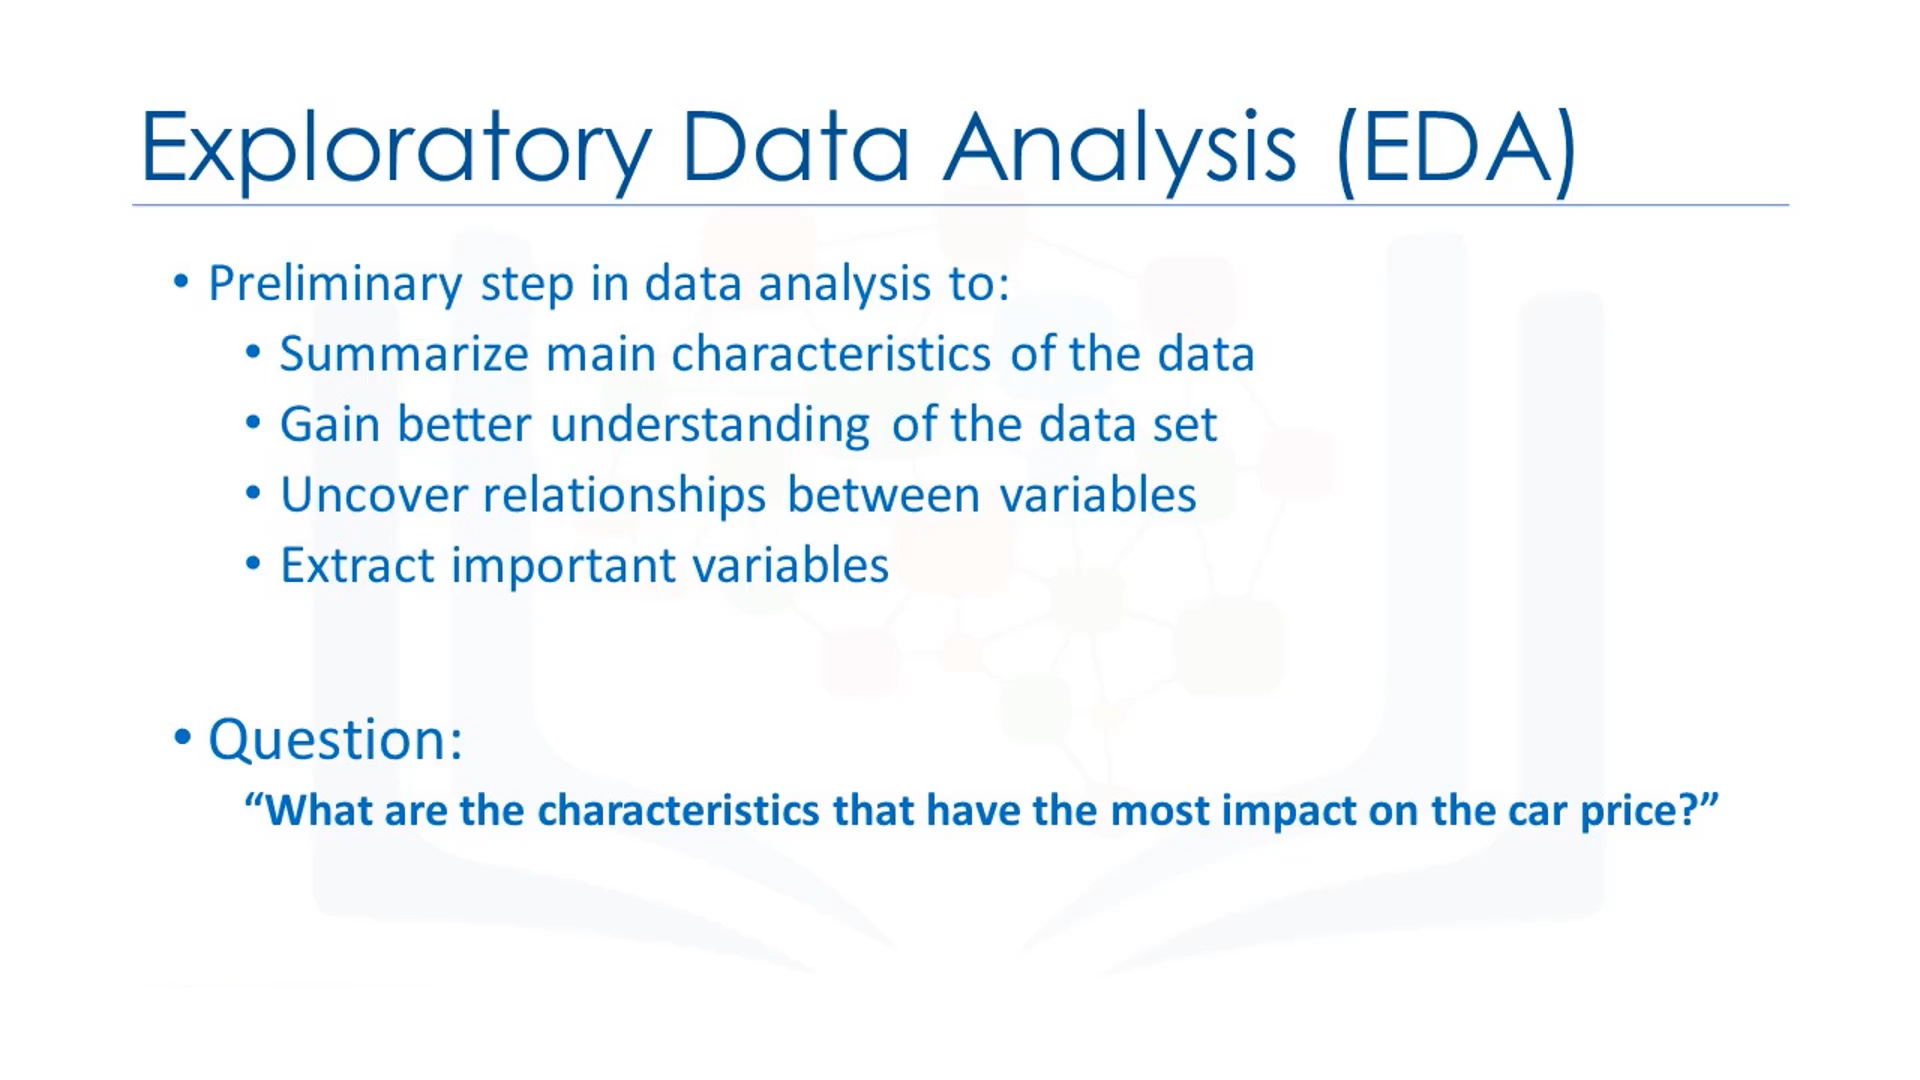 Exploratory Data Analysis (EDA)
• Preliminary step in data analysis to:
• Summarize main characteristics of the data
• Gain better understanding of the data set
• Uncover relationships between variables
• Extract important variables
• Question:
“What are the characteristics that have the most impact on the car price?”